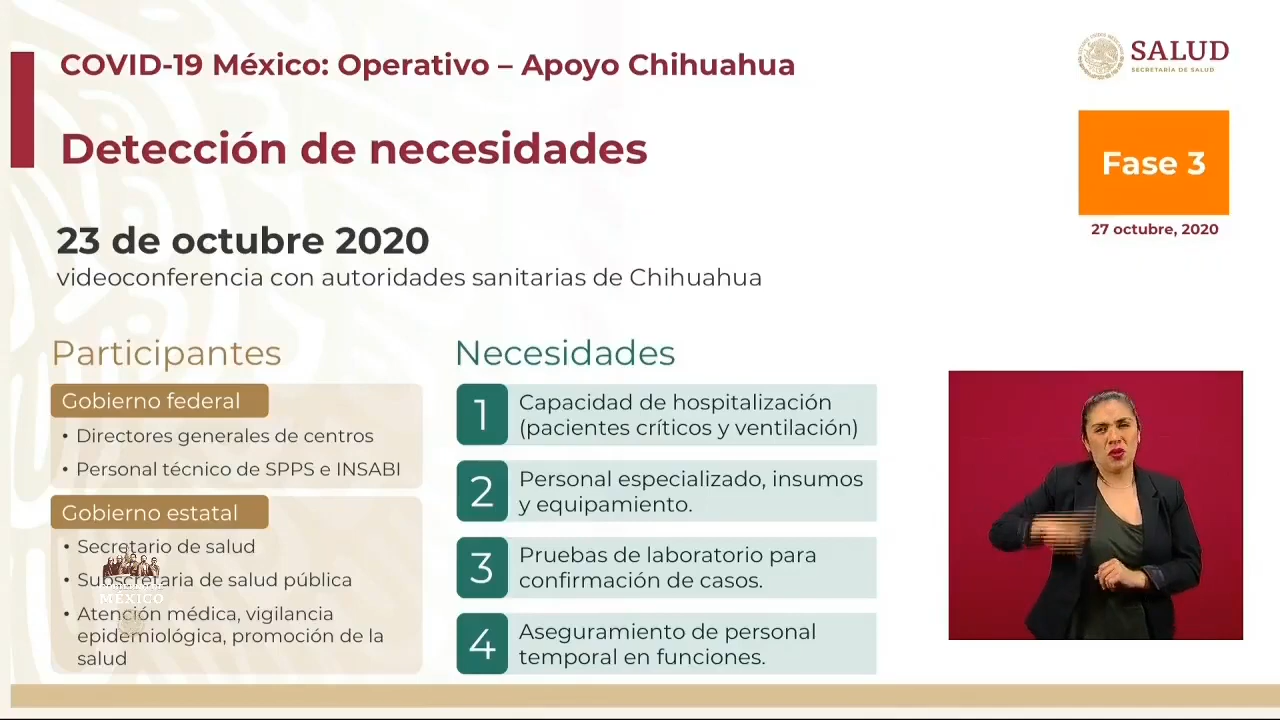 COVID-19 México: Operativo – Apoyo Chihuahua
SALUD
SECRETARÍA DE SALUD
Detección de necesidades
Fase 3
27 octubre, 2020
23 de octubre 2020
videoconferencia con autoridades sanitarias de Chihuahua
Participantes
Gobierno federal
• Directores generales de centros
• Personal técnico de SPPS e INSABI
Gobierno estatal
• Secretario de salud
• Subscretaria de salud pública
• Atención médica, vigilancia
epidemiológica, promoción de la
salud
MÉXICO
Necesidades
1
Capacidad de hospitalización
(pacientes críticos y ventilación)
2
Personal especializado, insumos
y equipamiento.
3
Pruebas de laboratorio para
confirmación de casos.
4
Aseguramiento de personal
temporal en funciones.